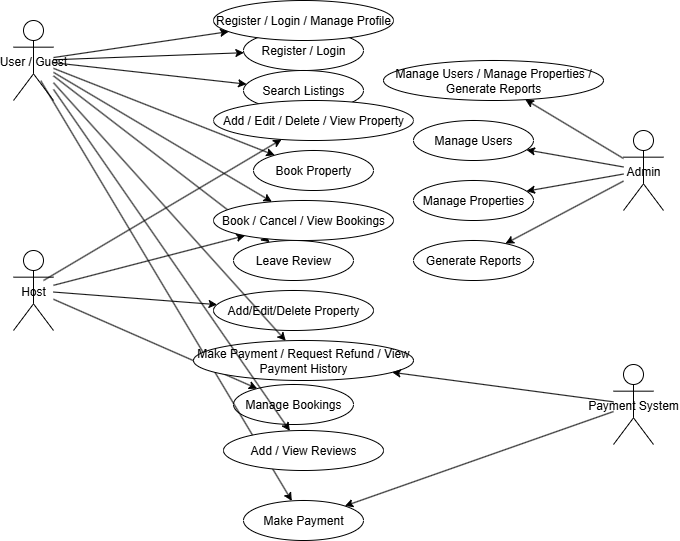 Register / Login / Manage Profile
Register / Login
User / Guest
Search Listings
Manage Users / Manage Properties /
Generate Reports
Add / Edit / Delete / View Property
Manage Users
Book Property
Admin
Manage Properties
Book / Cancel / View Bookings
Leave Review
Generate Reports
Host
Add/Edit/Delete Property
Make Payment / Request Refund / View
Payment History
Manage Bookings
Payment System
Add / View Reviews
Make Payment